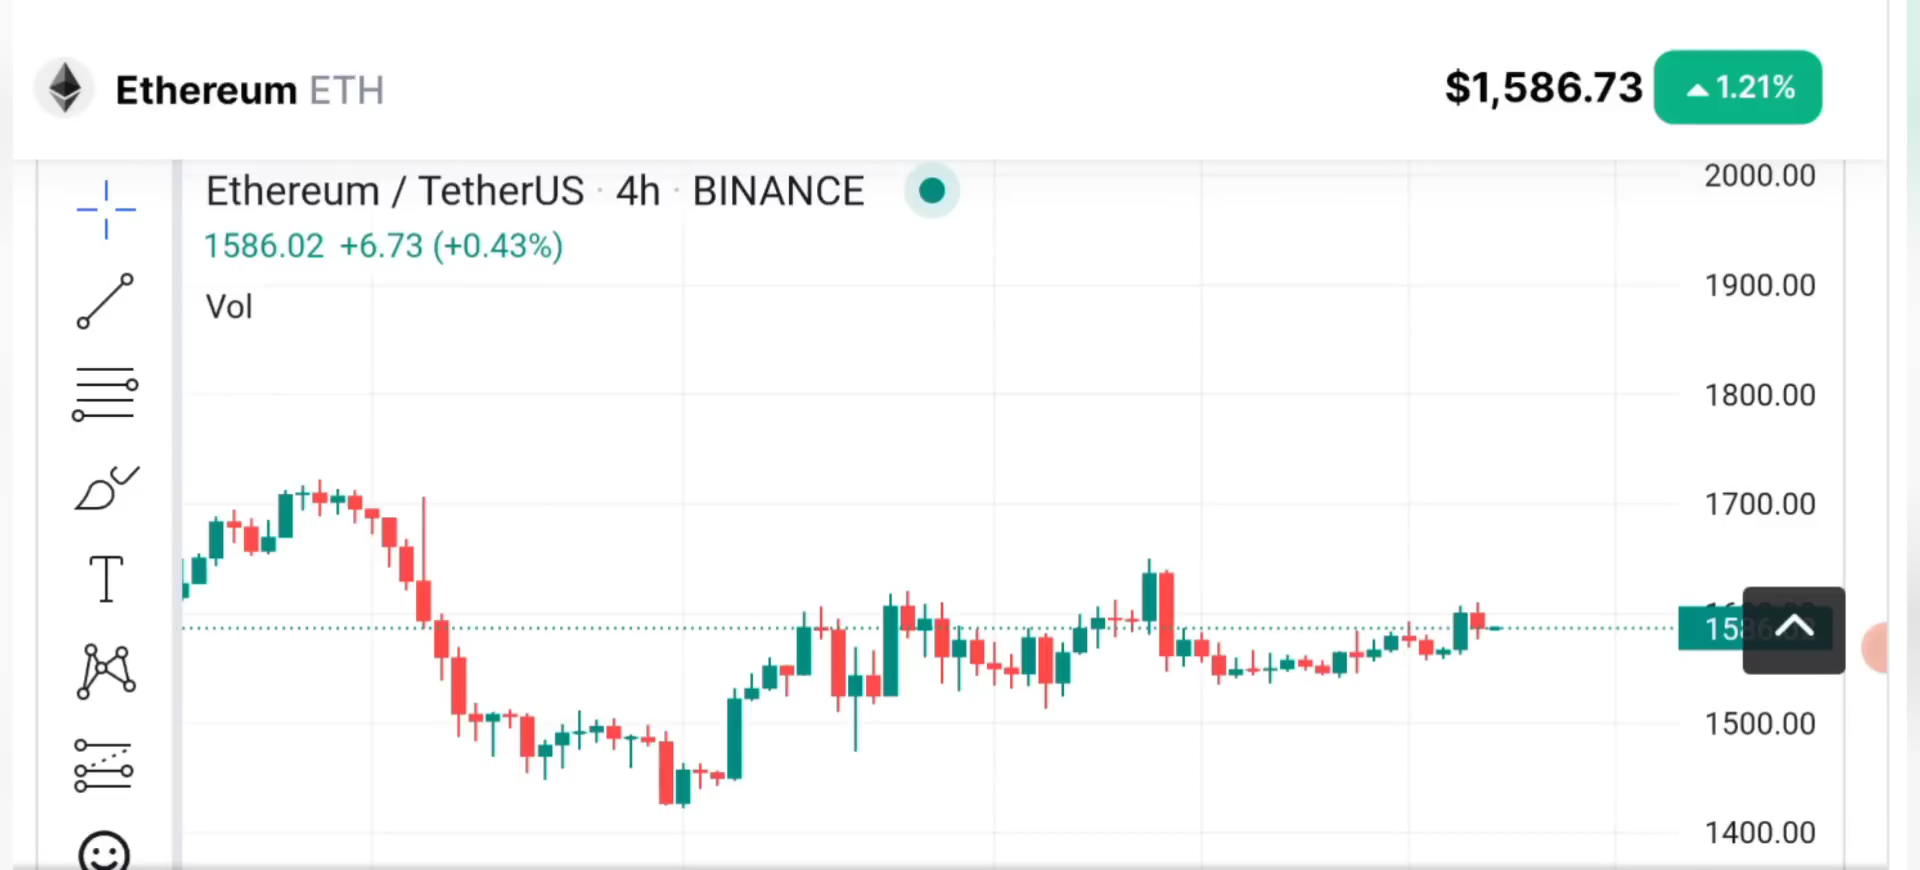 Ethereum ETH
$1,586.73 1.21%
Ethereum / TetherUS · 4h · BINANCE
1586.02 +6.73 (+0.43%)
Vol
2000.00
1900.00
1800.00
1700.00
1500.00
1400.00